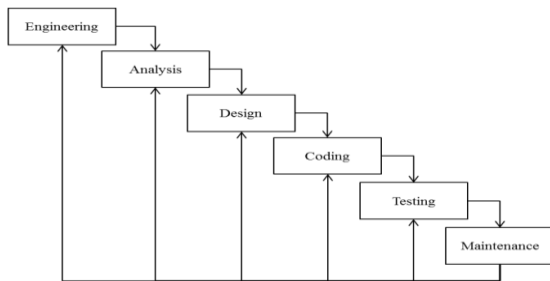 Engineering
Analysis
Design
Coding
Testing
Maintenance